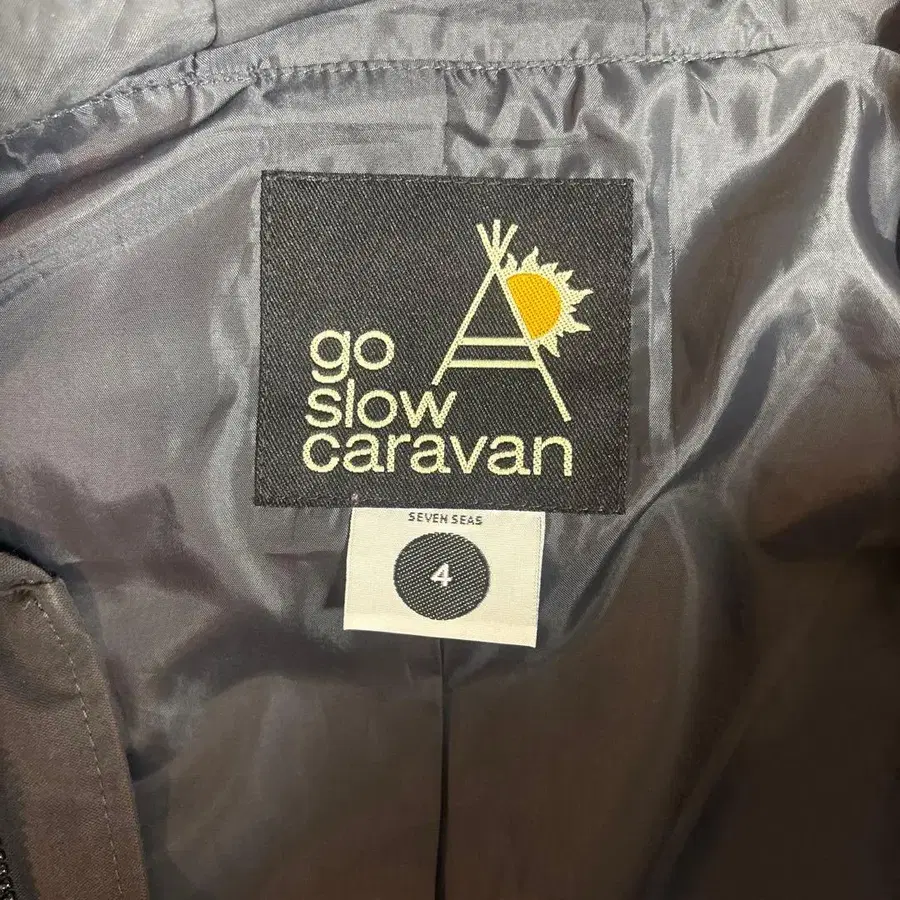 go
slow
caravan
SEVEN SEAS
4